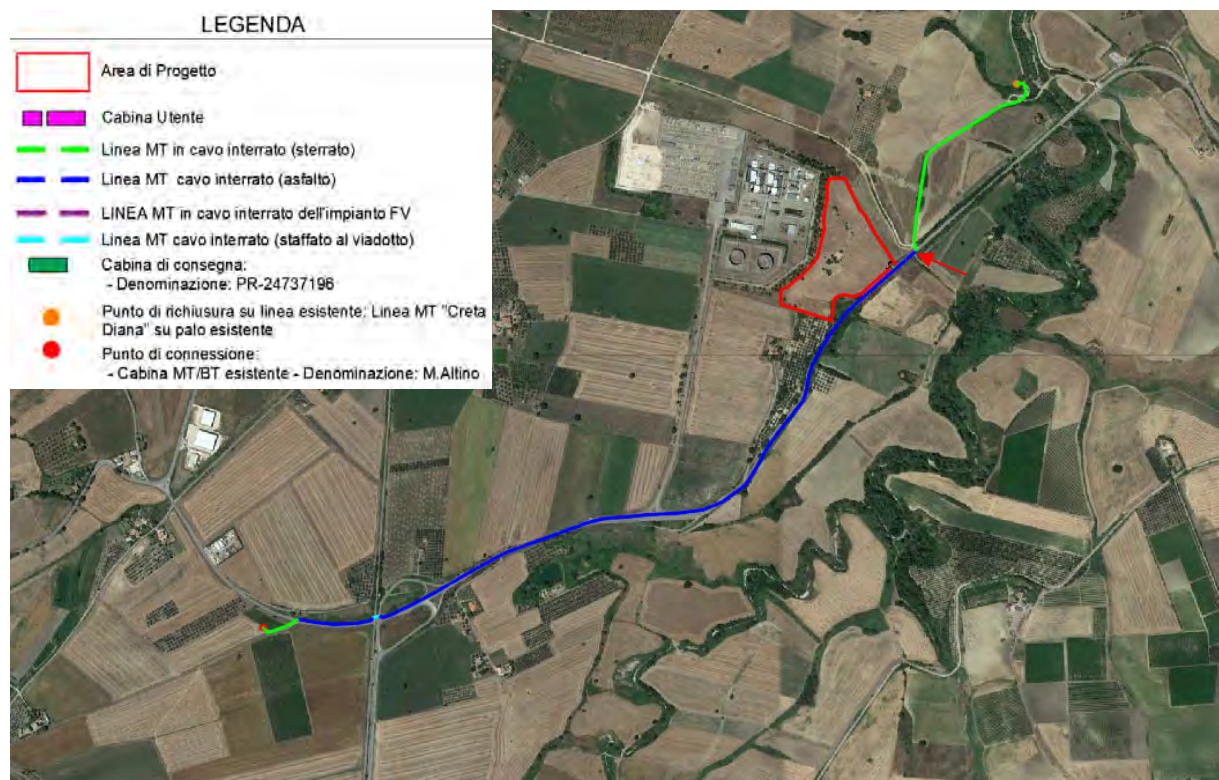 LEGENDA
Area di Progetto
Cabina Utente
Linea MT in cavo interrato (sterrato)
Linea MT cavo interrato (asfalto)
LINEA MT in cavo interrato dell'impianto FV
Linea MT cavo interrato (staffato al viadotto)
Cabina di consegna:
- Denominazione: PR-24737196
Punto di richiusura su linea esistente: Linea MT "Creta
Diana" su palo esistente
Punto di connessione:
- Cabina MT/BT esistente - Denominazione: M.Altino